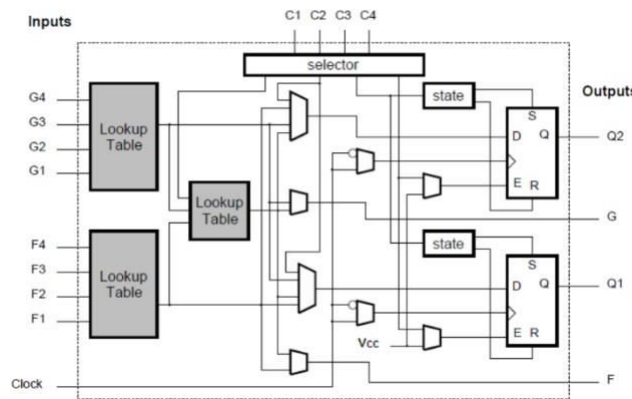 Inputs
C1 C2 C3 C4
selector
Outputs
G4
G3
G2
G1
Lookup
Table
state
S
D Q
E R
Q2
Lookup
Table
G
F4
F3
F2
F1
Lookup
Table
state
S
D Q
E R
Q1
Vcc
Clock
F